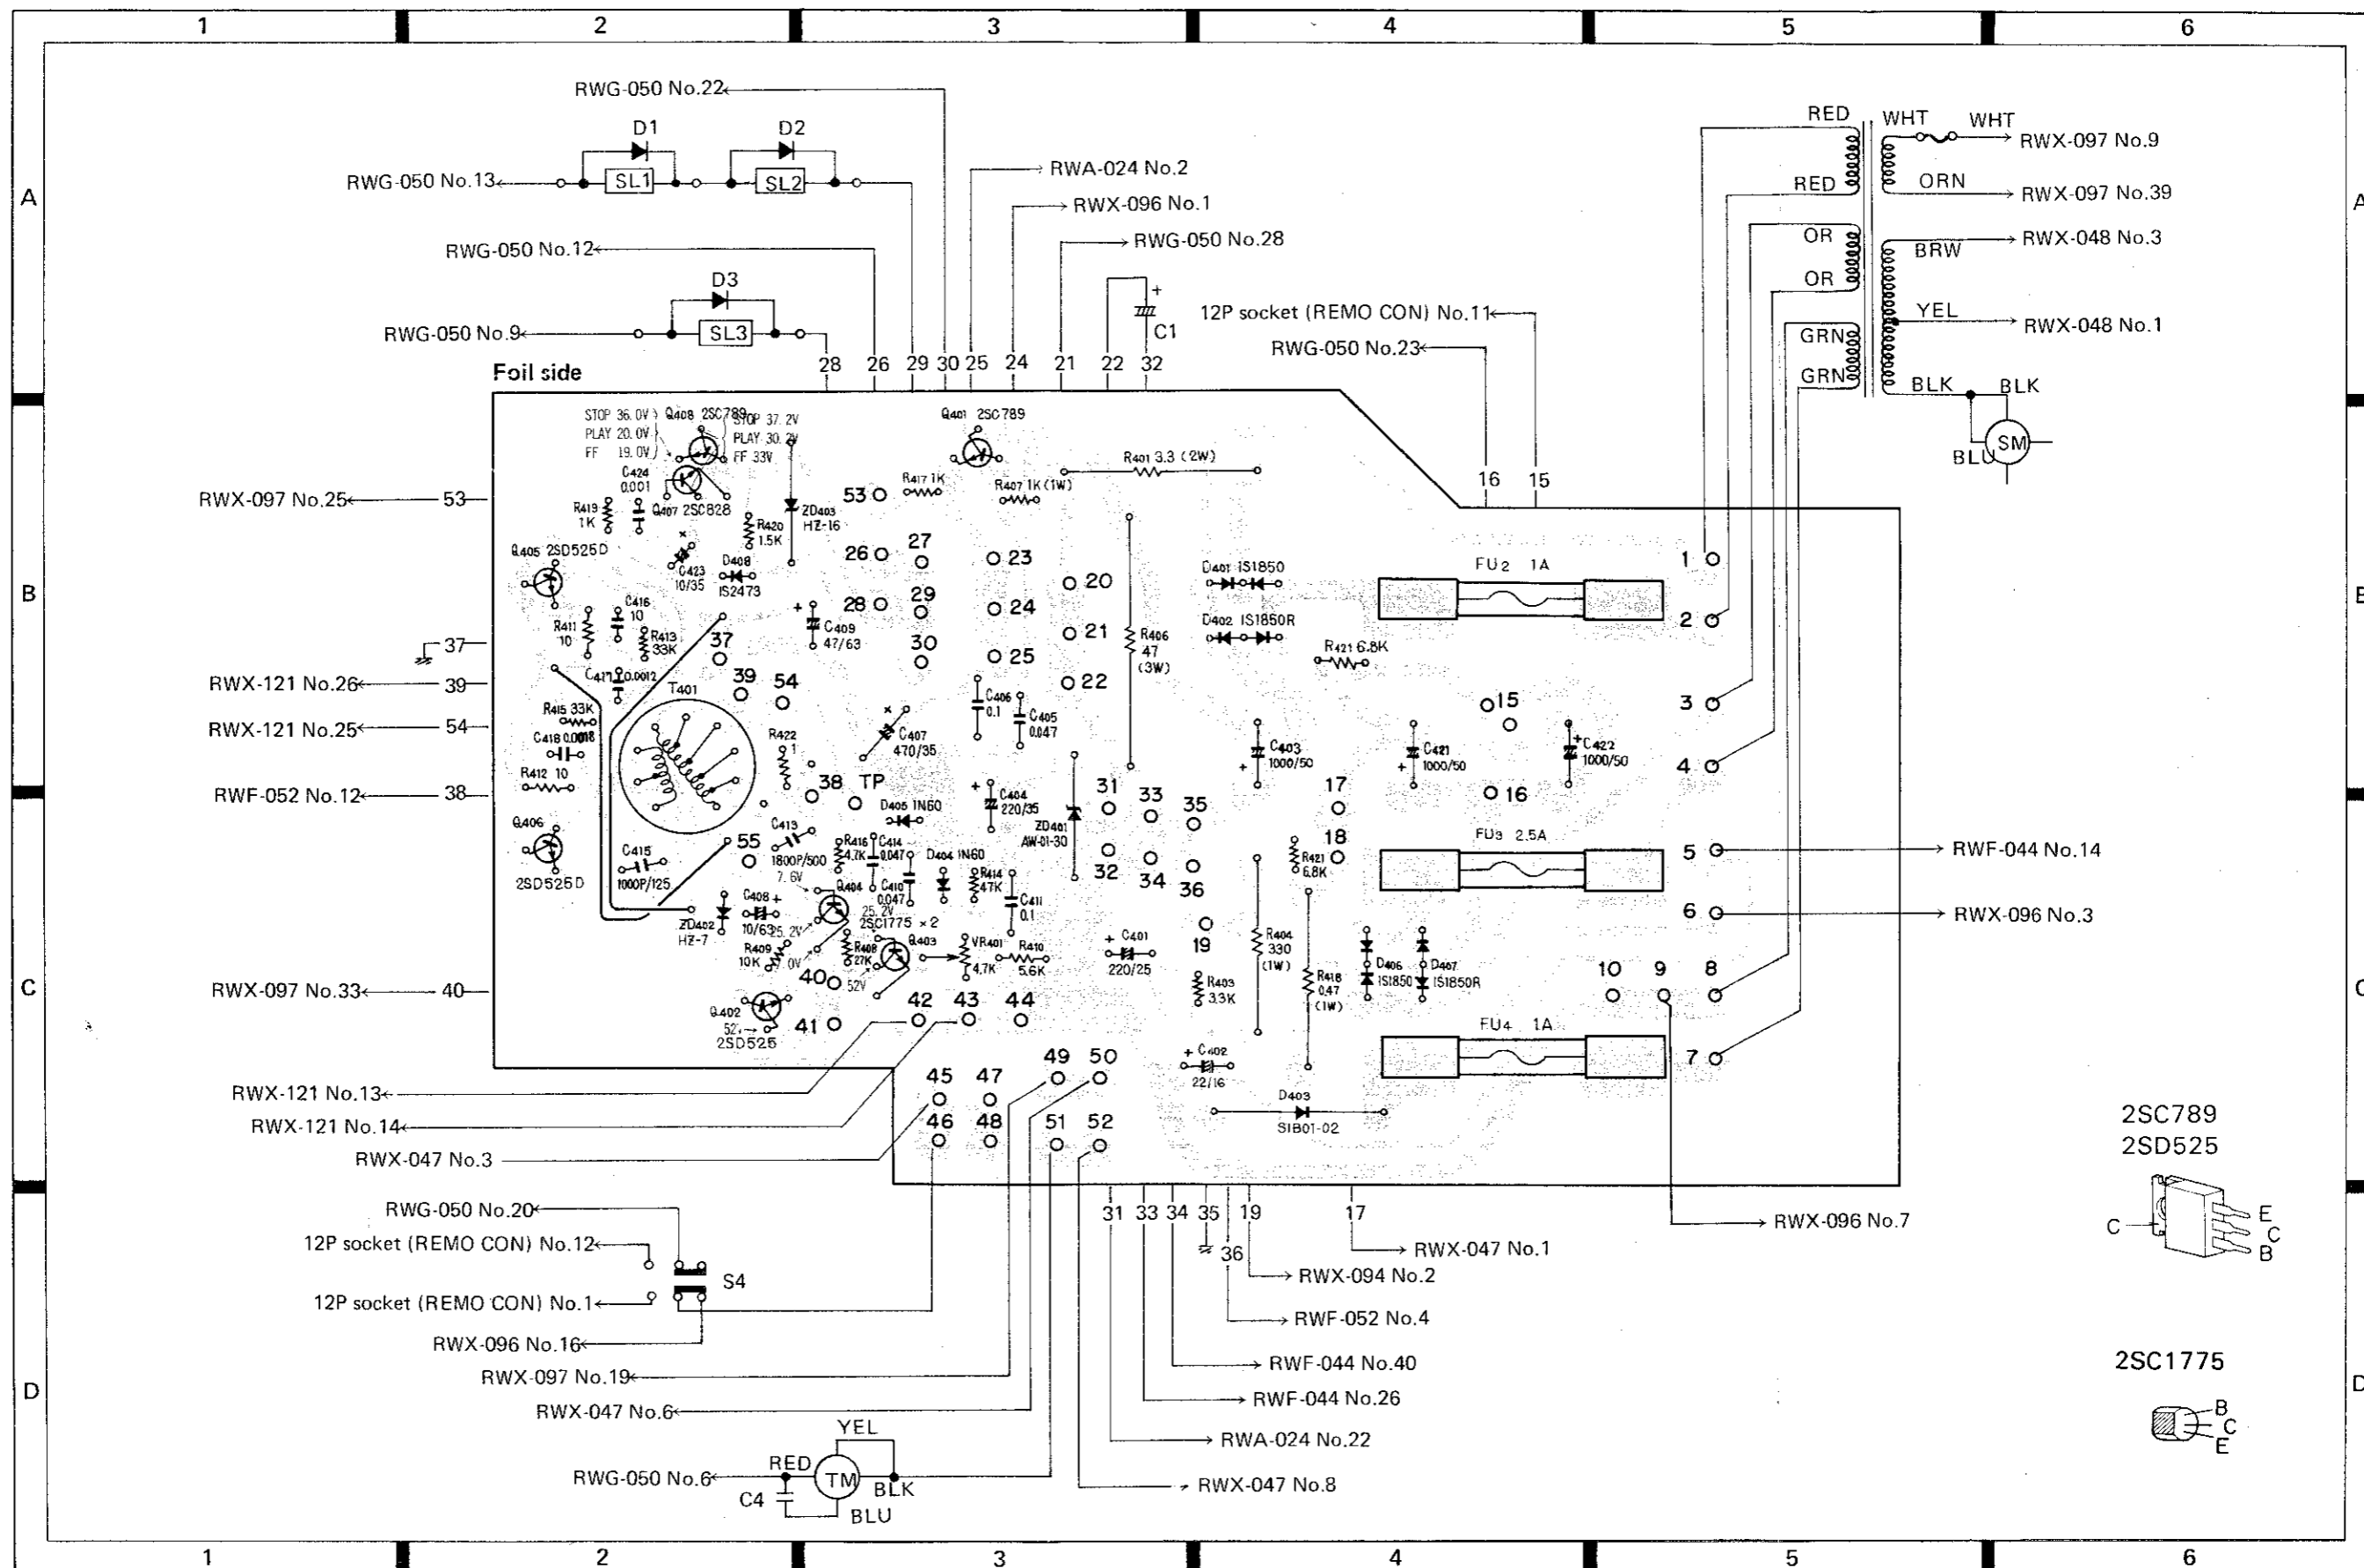 1 2 3 4 5 6
A
B
C
D
RWG-050 No.22
D1
D2
RWG-050 No.13
SL1
SL2
RWA-024 No.2
RWX-096 No.1
RWG-050 No.12
RWG-050 No.28
D3
RWG-050 No.9
SL3
+
C1
12P socket (REMO CON) No.11
RWG-050 No.23
RED
WHT
WHT
RWX-097 No.9
RED
ORN
RWX-097 No.39
OR
BRW
RWX-048 No.3
OR
YEL
RWX-048 No.1
GRN
GRN
BLK
BLK
SM
BLU
Foil side
28 26 29 30 25 24 21 22 32
16 15
STOP 36.0V
PLAY 20.0V
FF 19.0V
Q408 2SC789
STOP 37.2V
PLAY 30.2V
FF 33V
Q401 2SC789
C424
0.001
R401 3.3 (2W)
R417 1K
R407 1K (1W)
RWX-097 No.25
53
53
R419
1K
Q407 2SC828
R420
1.5K
ZD403
HZ-16
Q405 2SD525D
C423
10/35
D408
IS2473
26
27
23
20
D401 IS1850
FU2 1A
1
28
29
24
C416
10
R411
10
R413
33K
C409
47/63
37
30
21
25
R406
47
(3W)
D402 IS1850R
R421 6.8K
2
37
RWX-121 No.26
39
C417 0.0012
T401
39
54
22
C406
0.1
C405
0.047
15
3
RWX-121 No.25
54
R415 33K
C418 0.0018
R422
1
C407
470/35
C403
1000/50
C421
1000/50
C422
1000/50
4
R412 10
RWF-052 No.12
38
38
TP
C404
220/35
D405 IN60
31
33
35
17
16
Q406
2SD525D
C415
1000P/125
55
C413
1800P/500
R416
4.7K
C414
0.047
D404 IN60
ZD401
AW-01-30
32
34
36
18
FU3 2.5A
5
RWF-044 No.14
7.6V
Q404
C410
0.047
R414
47K
C411
0.1
R421
6.8K
6
RWX-096 No.3
C408
10/63
ZD402
HZ-7
25.2V
25.2V
2SC1775 × 2
R409
10K
R408
27K
Q403
VR401
4.7K
R410
5.6K
C401
220/25
19
R404
330
(1W)
R418
0.47
(1W)
D406
IS1850
D407
IS1850R
10
9
8
RWX-097 No.33
40
40
52V
Q402
2SD525
41
42
43
44
R403
3.3K
FU4 1A
7
C402
22/16
49
50
RWX-121 No.13
45
47
RWX-121 No.14
46
48
51
52
D403
SIB01-02
RWX-047 No.3
2SC789
2SD525
C
E
C
B
RWG-050 No.20
12P socket (REMO CON) No.12
S4
12P socket (REMO CON) No.1
RWX-096 No.16
31 33 34 35 19 17
36
RWX-096 No.7
RWX-047 No.1
RWX-094 No.2
RWF-052 No.4
RWX-097 No.19
RWF-044 No.40
RWX-047 No.6
RWF-044 No.26
2SC1775
B
C
E
YEL
RWA-024 No.22
RWG-050 No.6
RED
TM
BLK
C4
BLU
RWX-047 No.8
A
B
C
D
1 2 3 4 5 6